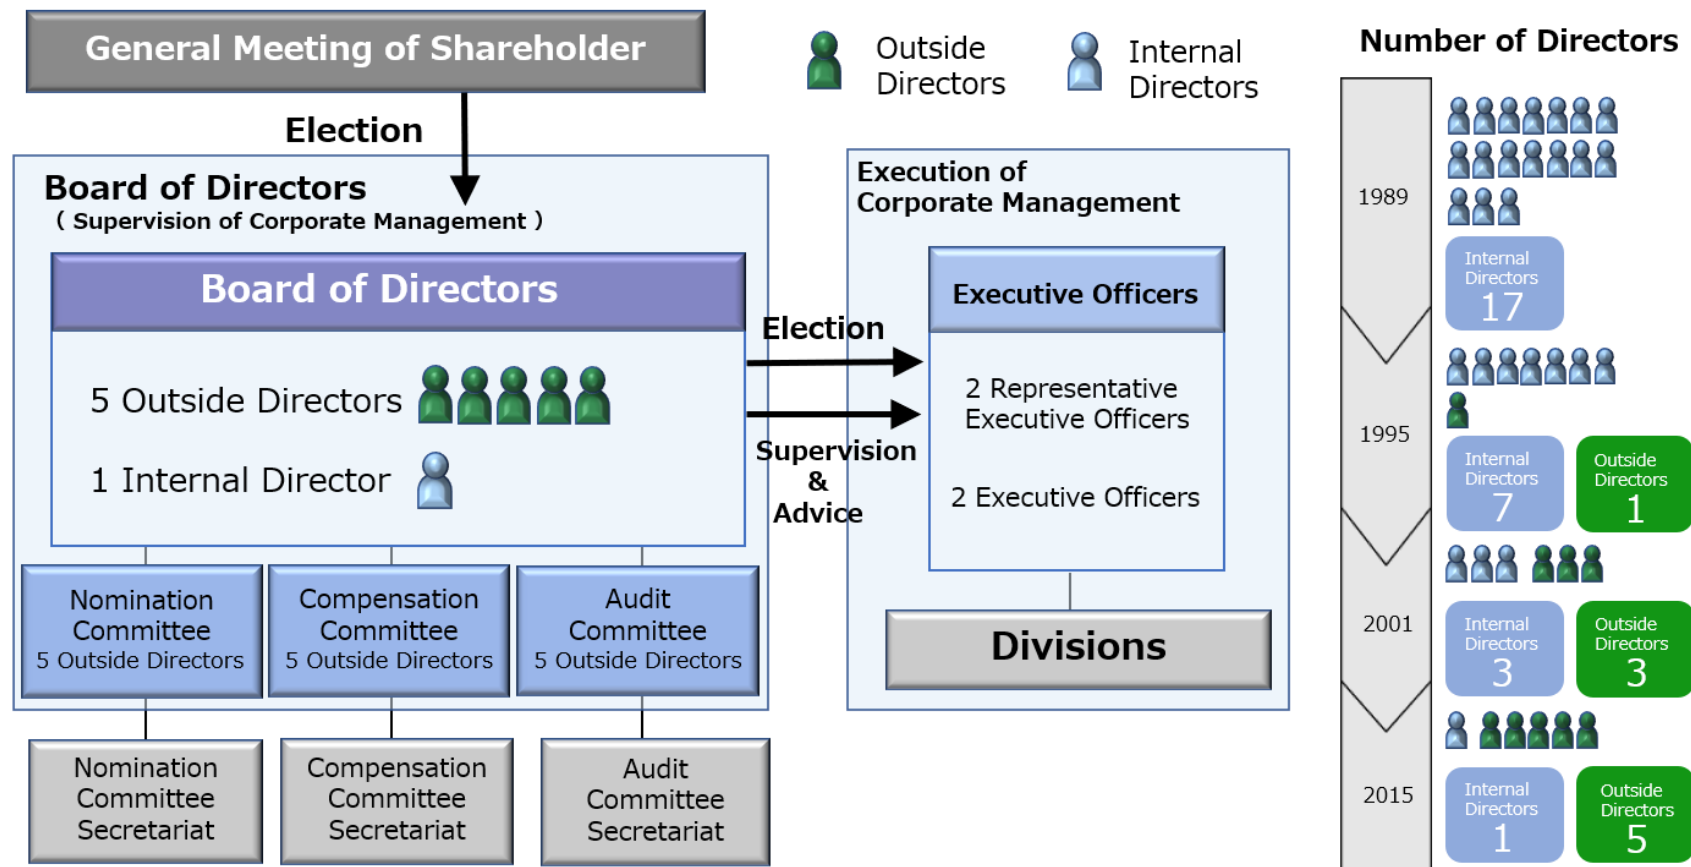 General Meeting of Shareholder
Election
Board of Directors
( Supervision of Corporate Management )
Board of Directors
5 Outside Directors
1 Internal Director
Nomination
Committee
5 Outside Directors
Compensation
Committee
5 Outside Directors
Audit
Committee
5 Outside Directors
Nomination
Committee
Secretariat
Compensation
Committee
Secretariat
Audit
Committee
Secretariat
Election
Supervision
&
Advice
Outside
Directors
Internal
Directors
Execution of
Corporate Management
Executive Officers
2 Representative
Executive Officers
2 Executive Officers
Divisions
Number of Directors
1989
Internal
Directors
17
1995
Internal
Directors
7
Outside
Directors
1
2001
Internal
Directors
3
Outside
Directors
3
2015
Internal
Directors
1
Outside
Directors
5